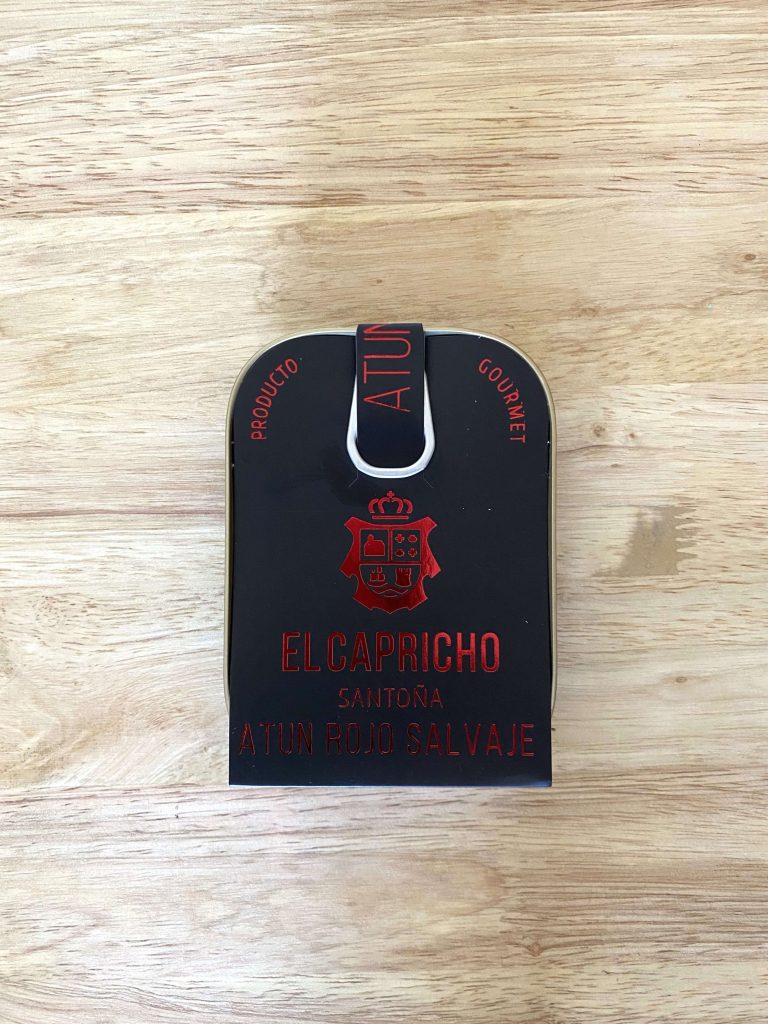 ATUN
PRODUCTO
GOURMET
EL CAPRICHO
SANTOÑA
ATUN ROJO SALVAJE